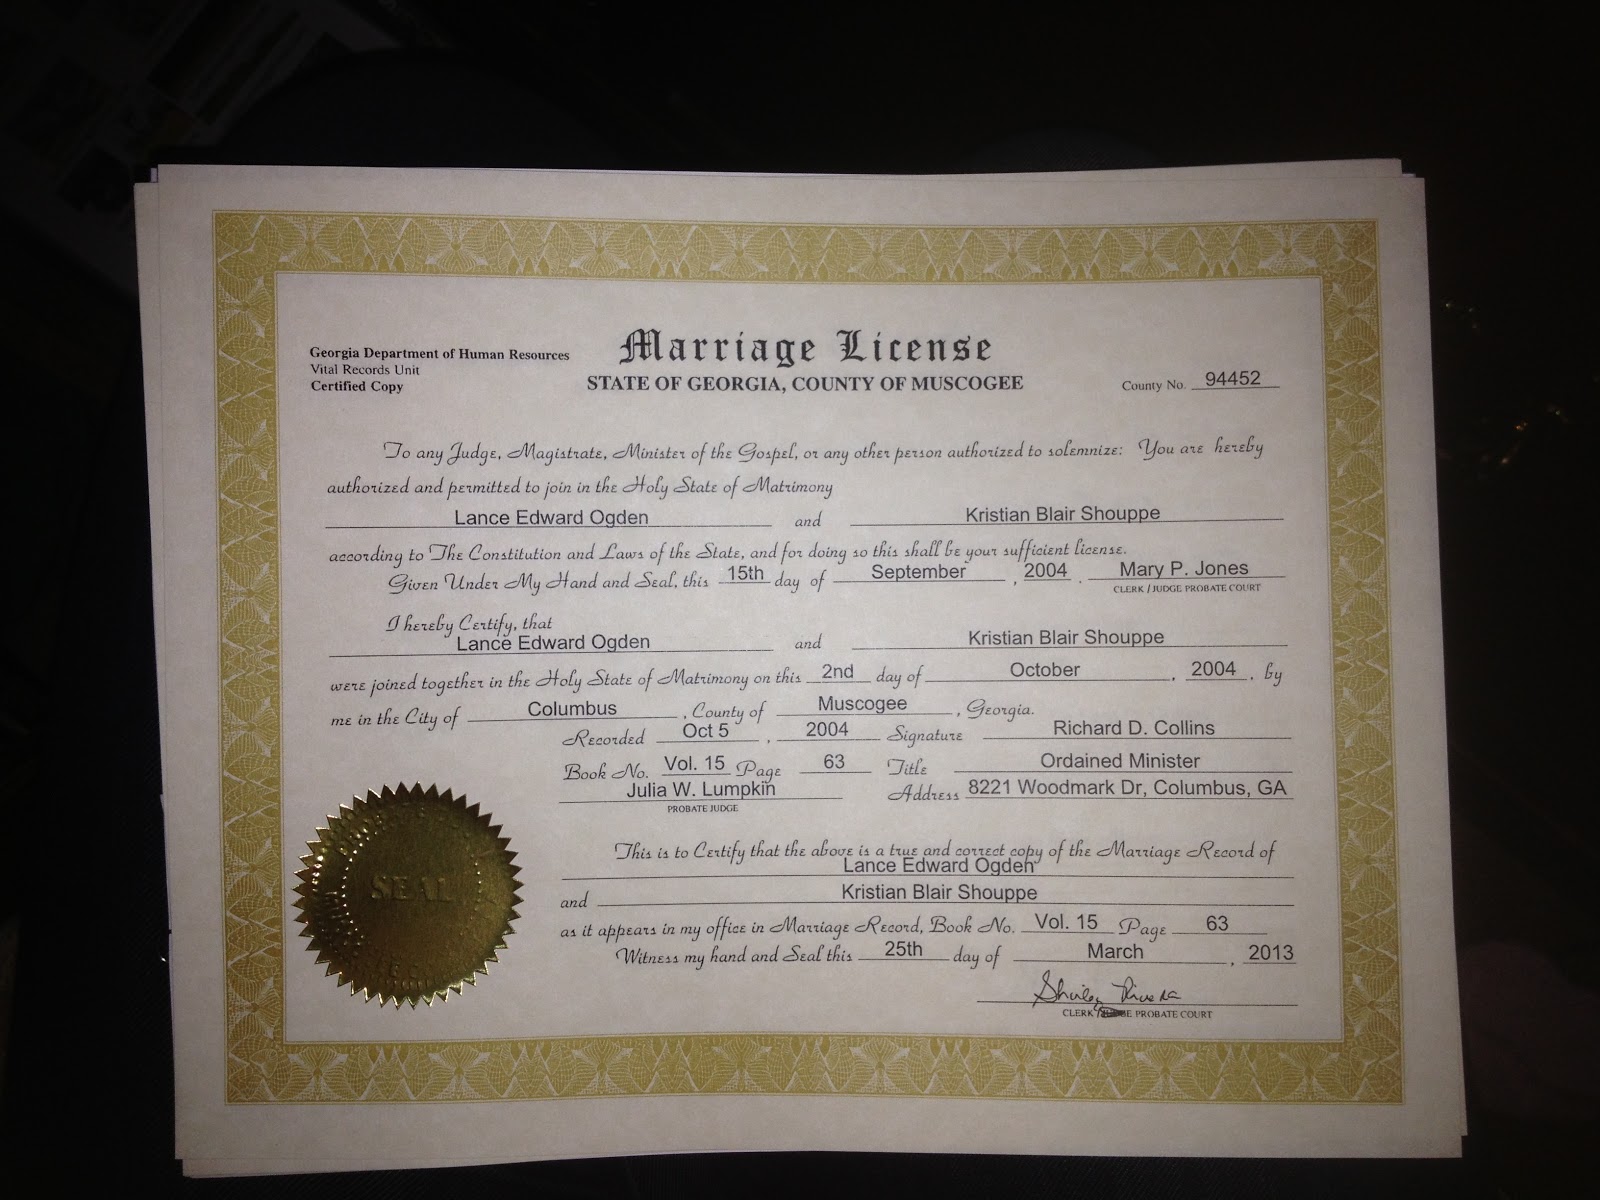 Georgia Department of Human Resources
Vital Records Unit
Certified Copy
Marriage License
STATE OF GEORGIA, COUNTY OF MUSCOGEE
County No. 94452
To any Judge, Magistrate, Minister of the Gospel, or any other person authorized to solemnize: You are hereby
authorized and permitted to join in the Holy State of Matrimony
Lance Edward Ogden and Kristian Blair Shouppe
according to The Constitution and Laws of the State, and for doing so this shall be your sufficient license.
Given Under My Hand and Seal, this 15th day of September, 2004. Mary P. Jones
CLERK / JUDGE PROBATE COURT
I hereby Certify, that
Lance Edward Ogden and Kristian Blair Shouppe
were joined together in the Holy State of Matrimony on this 2nd day of October, 2004, by
me in the City of Columbus, County of Muscogee, Georgia.
Recorded Oct 5, 2004 Signature Richard D. Collins
Book No. Vol. 15 Page 63 Title Ordained Minister
Julia W. Lumpkin Address 8221 Woodmark Dr, Columbus, GA
PROBATE JUDGE
This is to Certify that the above is a true and correct copy of the Marriage Record of
Lance Edward Ogden
and Kristian Blair Shouppe
as it appears in my office in Marriage Record, Book No. Vol. 15 Page 63
Witness my hand and Seal this 25th day of March, 2013
Shirley Rivera
CLERK / PROBATE COURT
SEAL